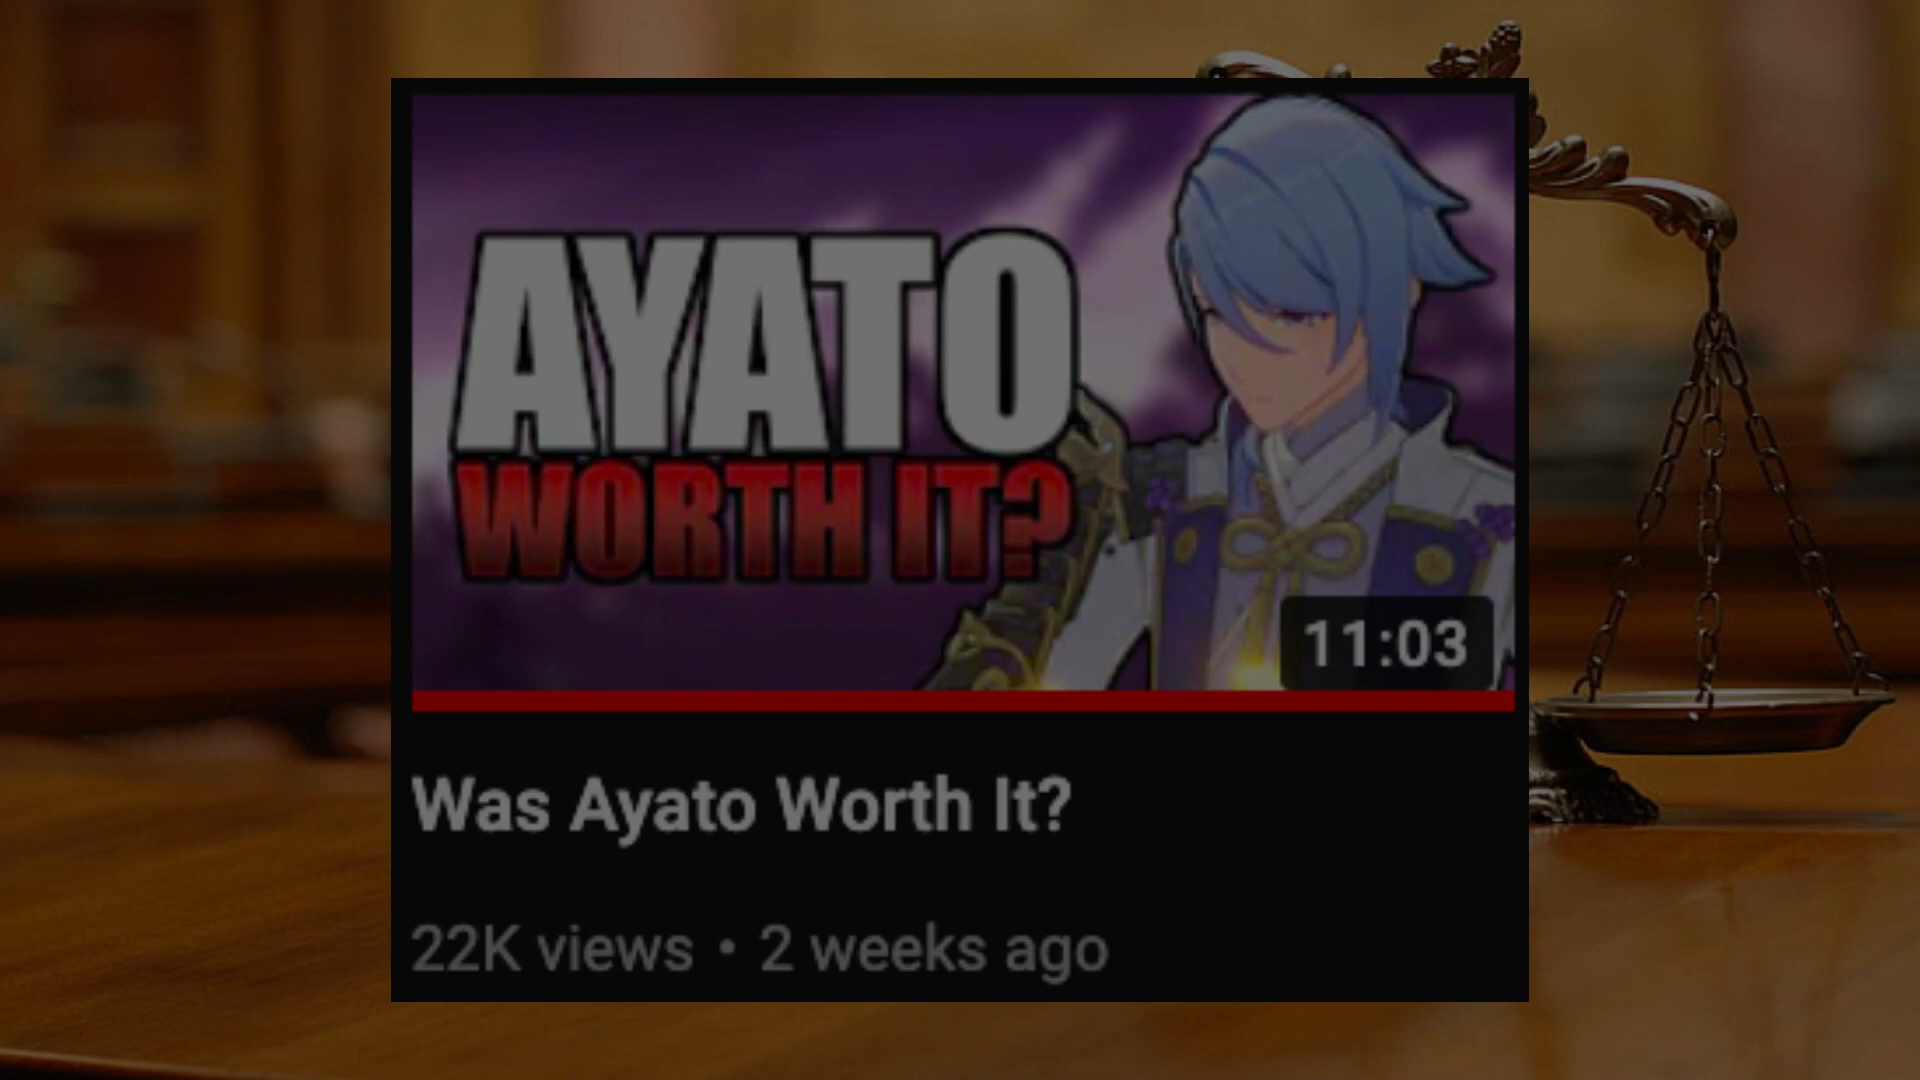 AYATO
WORTH IT?
11:03
Was Ayato Worth It?
22K views • 2 weeks ago